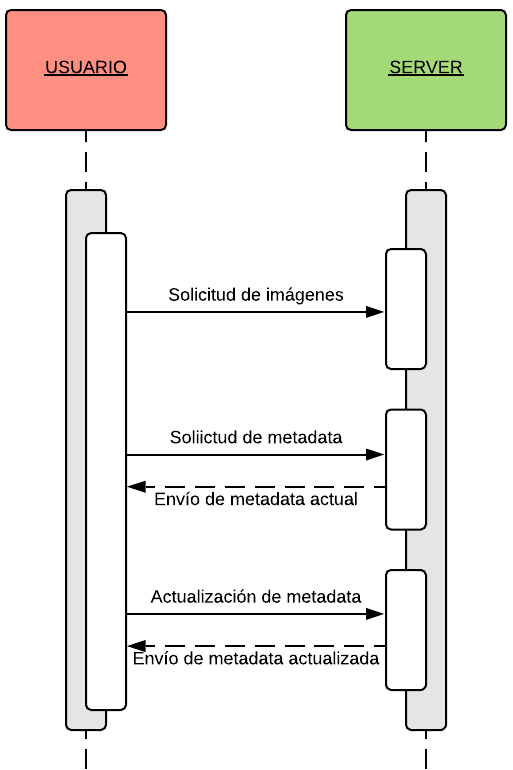 USUARIO
SERVER
Solicitud de imágenes
Soliictud de metadata
Envío de metadata actual
Actualización de metadata
Envío de metadata actualizada